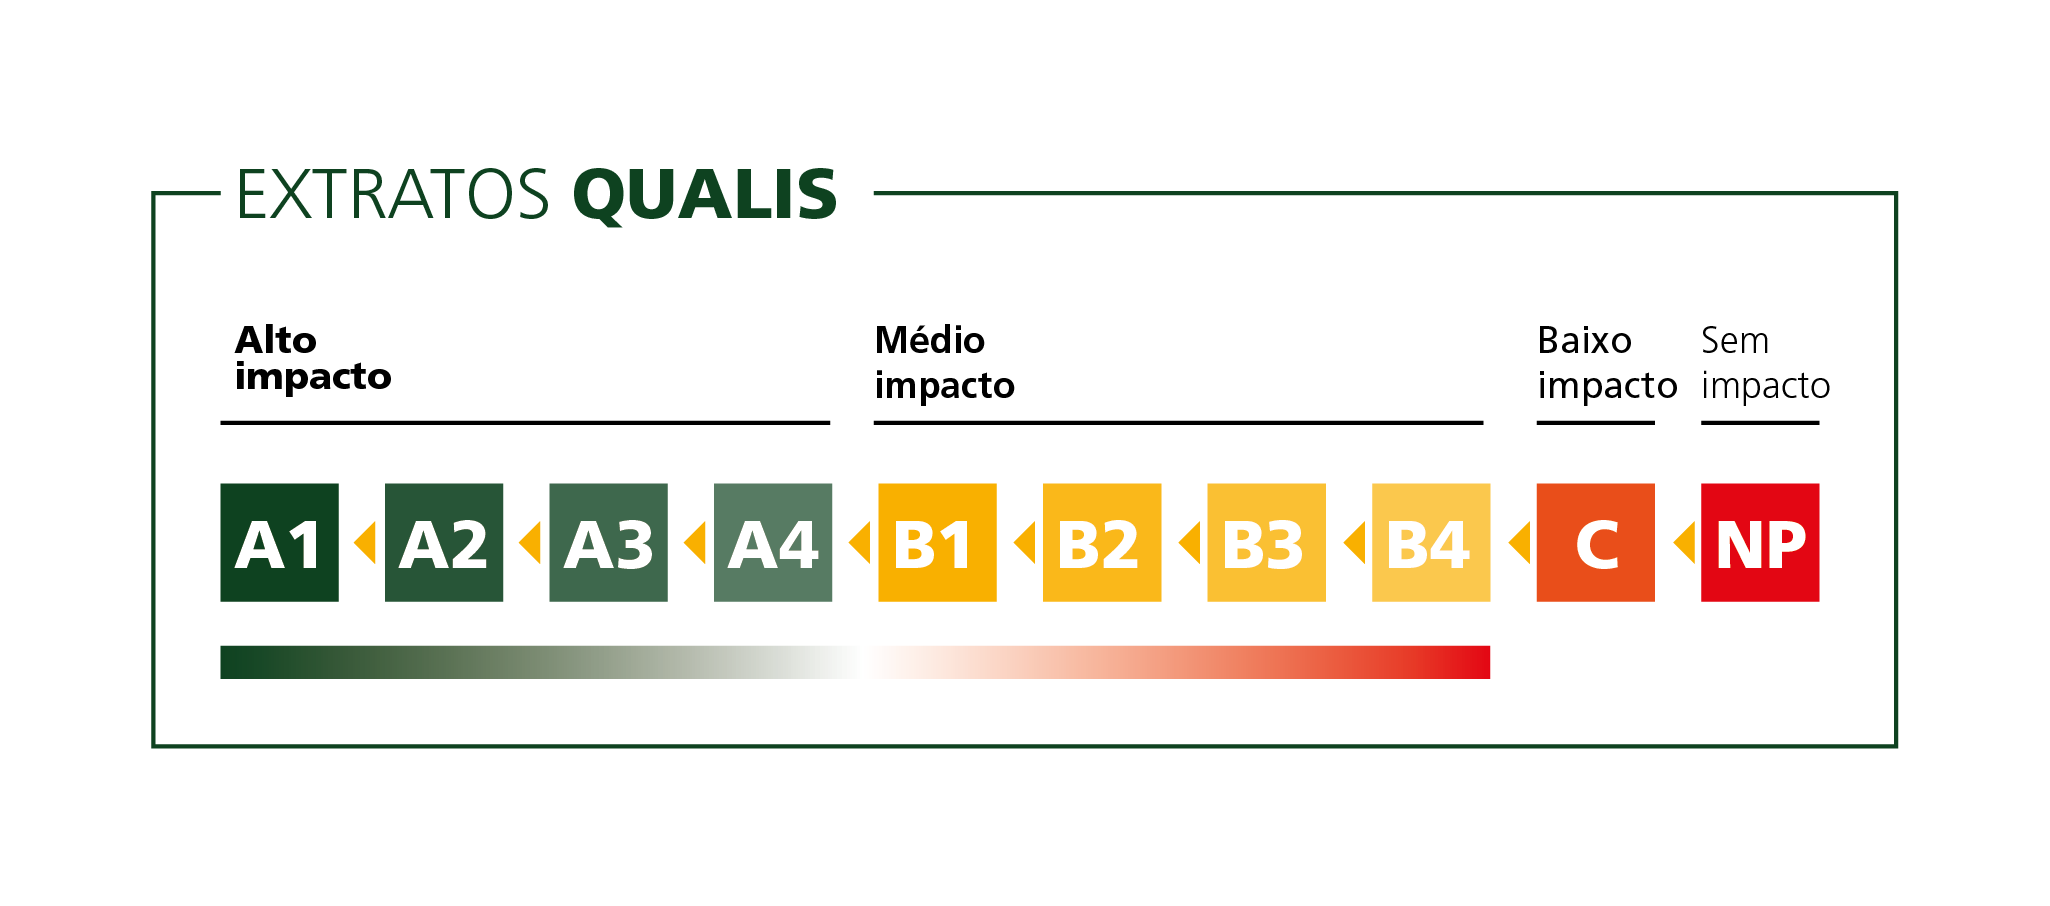 EXTRATOS QUALIS
Alto
impacto
Médio
impacto
Baixo
impacto
Sem
impacto
A1 A2 A3 A4 B1 B2 B3 B4 C NP